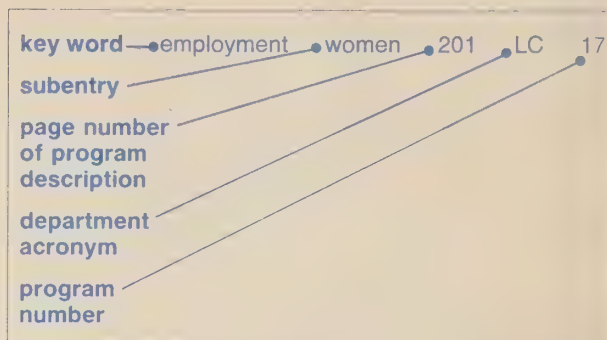 key word employment women 201 LC 17
subentry
page number
of program
description
department
acronym
program
number